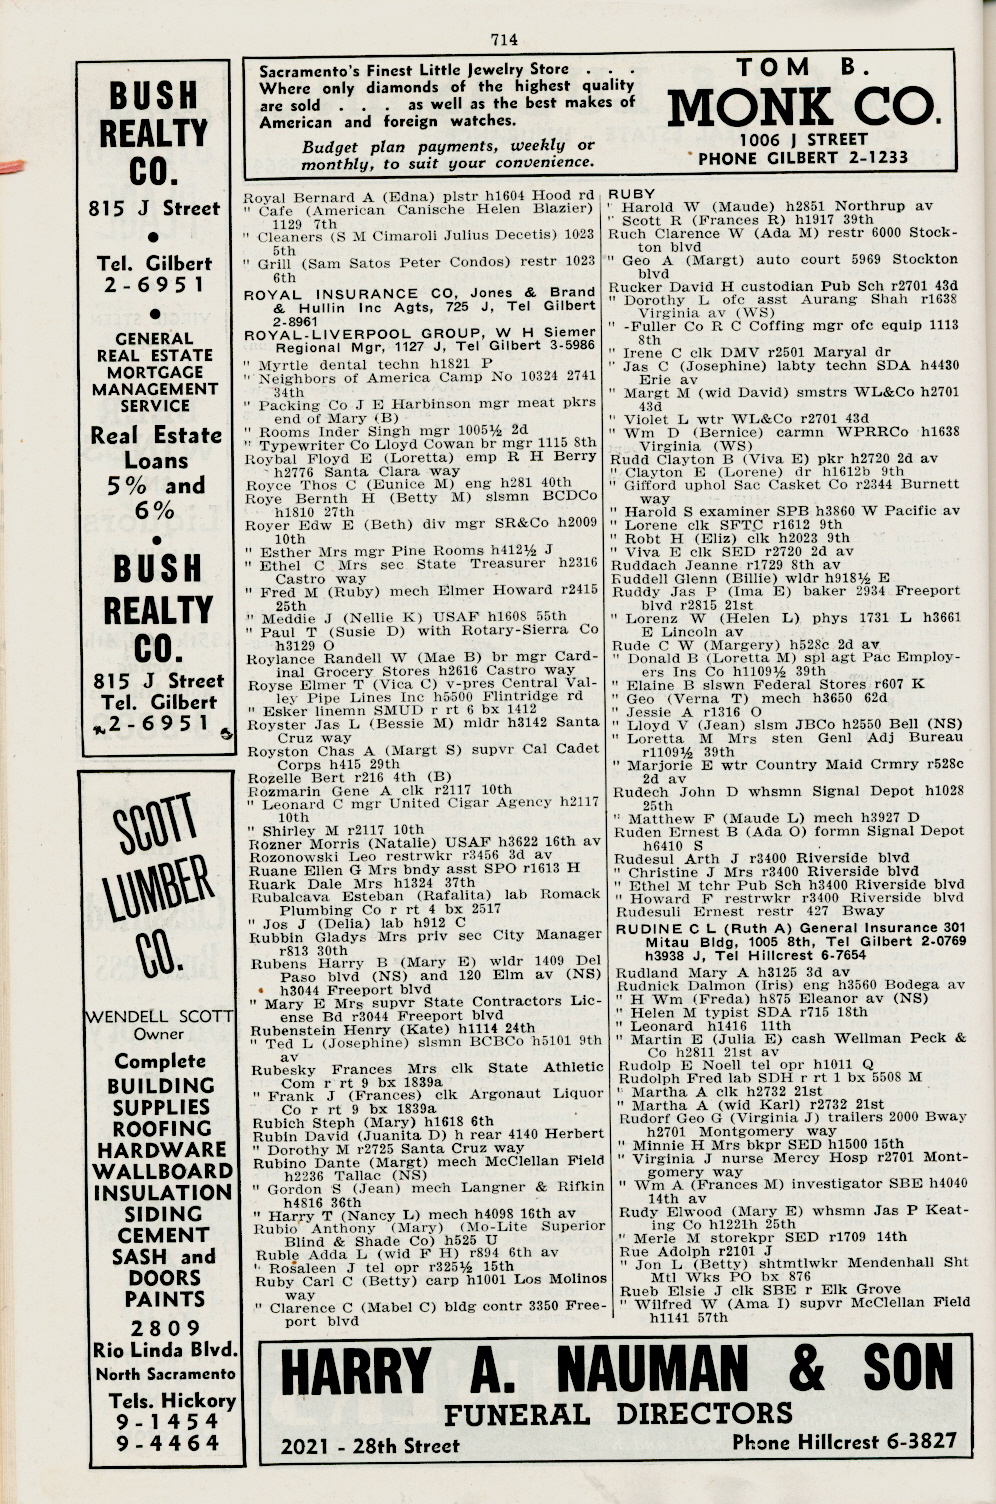 714
BUSH
REALTY
CO.
815 J Street
•
Tel. Gilbert
2-6951
•
GENERAL
REAL ESTATE
MORTGAGE
MANAGEMENT
SERVICE
Real Estate
Loans
5% and
6%
•
BUSH
REALTY
CO.
815 J Street
Tel. Gilbert
2-6951
SCOTT
LUMBER
CO.
WENDELL SCOTT
Owner
Complete
BUILDING
SUPPLIES
ROOFING
HARDWARE
WALLBOARD
INSULATION
SIDING
CEMENT
SASH and
DOORS
PAINTS
2809
Rio Linda Blvd.
North Sacramento
Tels. Hickory
9-1454
9-4464
Sacramento's Finest Little Jewelry Store . . .
Where only diamonds of the highest quality
are sold . . . as well as the best makes of
American and foreign watches.
Budget plan payments, weekly or
monthly, to suit your convenience.
TOM B.
MONK CO.
1006 J STREET
PHONE GILBERT 2-1233
Royal Bernard A (Edna) plstr h1604 Hood rd
" Cafe (American Canische Helen Blazier)
1129 7th
" Cleaners (S M Cimaroli Julius Decetis) 1023
5th
" Grill (Sam Satos Peter Condos) restr 1023
6th
ROYAL INSURANCE CO, Jones & Brand
& Hullin Inc Agts, 725 J, Tel Gilbert
2-8961
ROYAL-LIVERPOOL GROUP, W H Siemer
Regional Mgr, 1127 J, Tel Gilbert 3-5986
" Myrtle dental techn h1821 P
" Neighbors of America Camp No 10324 2741
34th
" Packing Co J E Harbinson mgr meat pkrs
end of Mary (B)
" Rooms Inder Singh mgr 1005½ 2d
" Typewriter Co Lloyd Cowan br mgr 1115 8th
Roybal Floyd E (Loretta) emp R H Berry
h2776 Santa Clara way
Royce Thos C (Eunice M) eng h281 40th
Roye Bernth H (Betty M) slsmn BCDCo
h1810 27th
Royer Edw E (Beth) div mgr SR&Co h2009
10th
" Esther Mrs mgr Pine Rooms h412½ J
" Ethel C Mrs sec State Treasurer h2316
Castro way
" Fred M (Ruby) mech Elmer Howard r2415
25th
" Meddie J (Nellie K) USAF h1608 55th
" Paul T (Susie D) with Rotary-Sierra Co
h3129 O
Roylance Randell W (Mae B) br mgr Card-
inal Grocery Stores h2616 Castro way
Royse Elmer T (Vica C) v-pres Central Val-
ley Pipe Lines Inc h5500 Flintridge rd
" Esker linemn SMUD r rt 6 bx 1412
Royster Jas L (Bessie M) mldr h3142 Santa
Cruz way
Royston Chas A (Margt S) supvr Cal Cadet
Corps h415 29th
Rozelle Bert r216 4th (B)
Rozmarin Gene A clk r2117 10th
" Leonard C mgr United Cigar Agency h2117
10th
" Shirley M r2117 10th
Rozner Morris (Natalie) USAF h3622 16th av
Rozonowski Leo restrwkr r3456 3d av
Ruane Ellen G Mrs bndy asst SPO r1613 H
Ruark Dale Mrs h1324 37th
Rubalcava Esteban (Rafalita) lab Romack
Plumbing Co r rt 4 bx 2517
" Jos J (Delia) lab h912 C
Rubbin Gladys Mrs priv sec City Manager
r813 30th
Rubens Harry B (Mary E) wldr 1409 Del
Paso blvd (NS) and 120 Elm av (NS)
h3044 Freeport blvd
" Mary E Mrs supvr State Contractors Lic-
ense Bd r3044 Freeport blvd
Rubenstein Henry (Kate) h1114 24th
" Ted L (Josephine) slsmn BCBCo h5101 9th
av
Rubesky Frances Mrs clk State Athletic
Com r rt 9 bx 1839a
" Frank J (Frances) clk Argonaut Liquor
Co r rt 9 bx 1839a
Rubich Steph (Mary) h1618 6th
Rubin David (Juanita D) h rear 4140 Herbert
" Dorothy M r2725 Santa Cruz way
Rubino Dante (Margt) mech McClellan Field
h2236 Tallac (NS)
" Gordon S (Jean) mech Langner & Rifkin
h4816 36th
" Harry T (Nancy L) mech h4098 16th av
Rubio Anthony (Mary) (Mo-Lite Superior
Blind & Shade Co) h525 U
Ruble Adda L (wid F H) r894 6th av
" Rosaleen J tel opr r325½ 15th
Ruby Carl C (Betty) carp h1001 Los Molinos
way
" Clarence C (Mabel C) bldg contr 3350 Free-
port blvd
RUBY
" Harold W (Maude) h2851 Northrup av
" Scott R (Frances R) h1917 39th
Ruch Clarence W (Ada M) restr 6000 Stock-
ton blvd
" Geo A (Margt) auto court 5969 Stockton
blvd
Rucker David H custodian Pub Sch r2701 43d
" Dorothy L ofc asst Aurang Shah r1638
Virginia av (WS)
" -Fuller Co R C Coffing mgr ofc equip 1113
8th
" Irene C clk DMV r2501 Maryal dr
" Jas C (Josephine) labty techn SDA h4430
Erie av
" Margt M (wid David) smstrs WL&Co h2701
43d
" Violet L wtr WL&Co r2701 43d
" Wm D (Bernice) carmn WPRRCo h1638
Virginia (WS)
Rudd Clayton B (Viva E) pkr h2720 2d av
" Clayton E (Lorene) dr h1612b 9th
" Gifford uphol Sac Casket Co r2344 Burnett
way
" Harold S examiner SPB h3860 W Pacific av
" Lorene clk SFTC r1612 9th
" Robt H (Eliz) clk h2023 9th
" Viva E clk SED r2720 2d av
Ruddach Jeanne r1729 8th av
Ruddell Glenn (Billie) wldr h918½ E
Ruddy Jas P (Ima E) baker 2934 Freeport
blvd r2815 21st
" Lorenz W (Helen L) phys 1731 L h3661
E Lincoln av
Rude C W (Margery) h528c 2d av
" Donald B (Loretta M) spl agt Pac Employ-
ers Ins Co h1109½ 39th
" Elaine B slswn Federal Stores r607 K
" Geo (Verna T) mech h3650 62d
" Jessie A r1316 O
" Lloyd V (Jean) slsm JBCo h2550 Bell (NS)
" Loretta M Mrs sten Genl Adj Bureau
r1109½ 39th
" Marjorie E wtr Country Maid Crmry r528c
2d av
Rudech John D whsmn Signal Depot h1028
25th
" Matthew F (Maude L) mech h3927 D
Ruden Ernest B (Ada O) formn Signal Depot
h6410 S
Rudesul Arth J r3400 Riverside blvd
" Christine J Mrs r3400 Riverside blvd
" Ethel M tchr Pub Sch h3400 Riverside blvd
" Howard F restrwkr r3400 Riverside blvd
Rudesuli Ernest restr 427 Bway
RUDINE C L (Ruth A) General Insurance 301
Mitau Bldg, 1005 8th, Tel Gilbert 2-0769
h3938 J, Tel Hillcrest 6-7654
Rudland Mary A h3125 3d av
Rudnick Dalmon (Iris) eng h3560 Bodega av
" H Wm (Freda) h875 Eleanor av (NS)
" Helen M typist SDA r715 18th
" Leonard h1416 11th
" Martin E (Julia E) cash Wellman Peck &
Co h2811 21st av
Rudolp E Noell tel opr h1011 Q
Rudolph Fred lab SDH r rt 1 bx 5508 M
" Martha A clk h2732 21st
" Martha A (wid Karl) r2732 21st
Rudorf Geo G (Virginia J) trailers 2000 Bway
h2701 Montgomery way
" Minnie H Mrs bkpr SED h1500 15th
" Virginia J nurse Mercy Hosp r2701 Mont-
gomery way
" Wm A (Frances M) investigator SBE h4040
14th av
Rudy Elwood (Mary E) whsmn Jas P Keat-
ing Co h1221h 25th
" Merle M storekpr SED r1709 14th
Rue Adolph r2101 J
" Jon L (Betty) shtmtlwkr Mendenhall Sht
Mtl Wks PO bx 876
Rueb Elsie J clk SBE r Elk Grove
" Wilfred W (Ama I) supvr McClellan Field
h1141 57th
HARRY A. NAUMAN & SON
FUNERAL DIRECTORS
2021 - 28th Street
Phone Hillcrest 6-3827